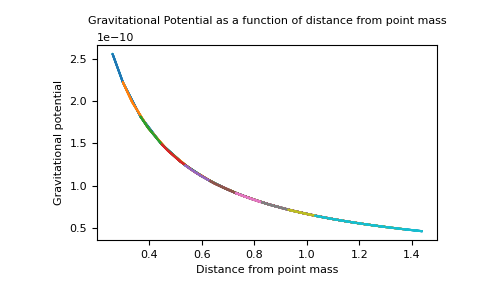 Gravitational Potential as a function of distance from point mass
1e−10
2.5
2.0
1.5
1.0
0.5
Gravitational potential
0.4 0.6 0.8 1.0 1.2 1.4
Distance from point mass